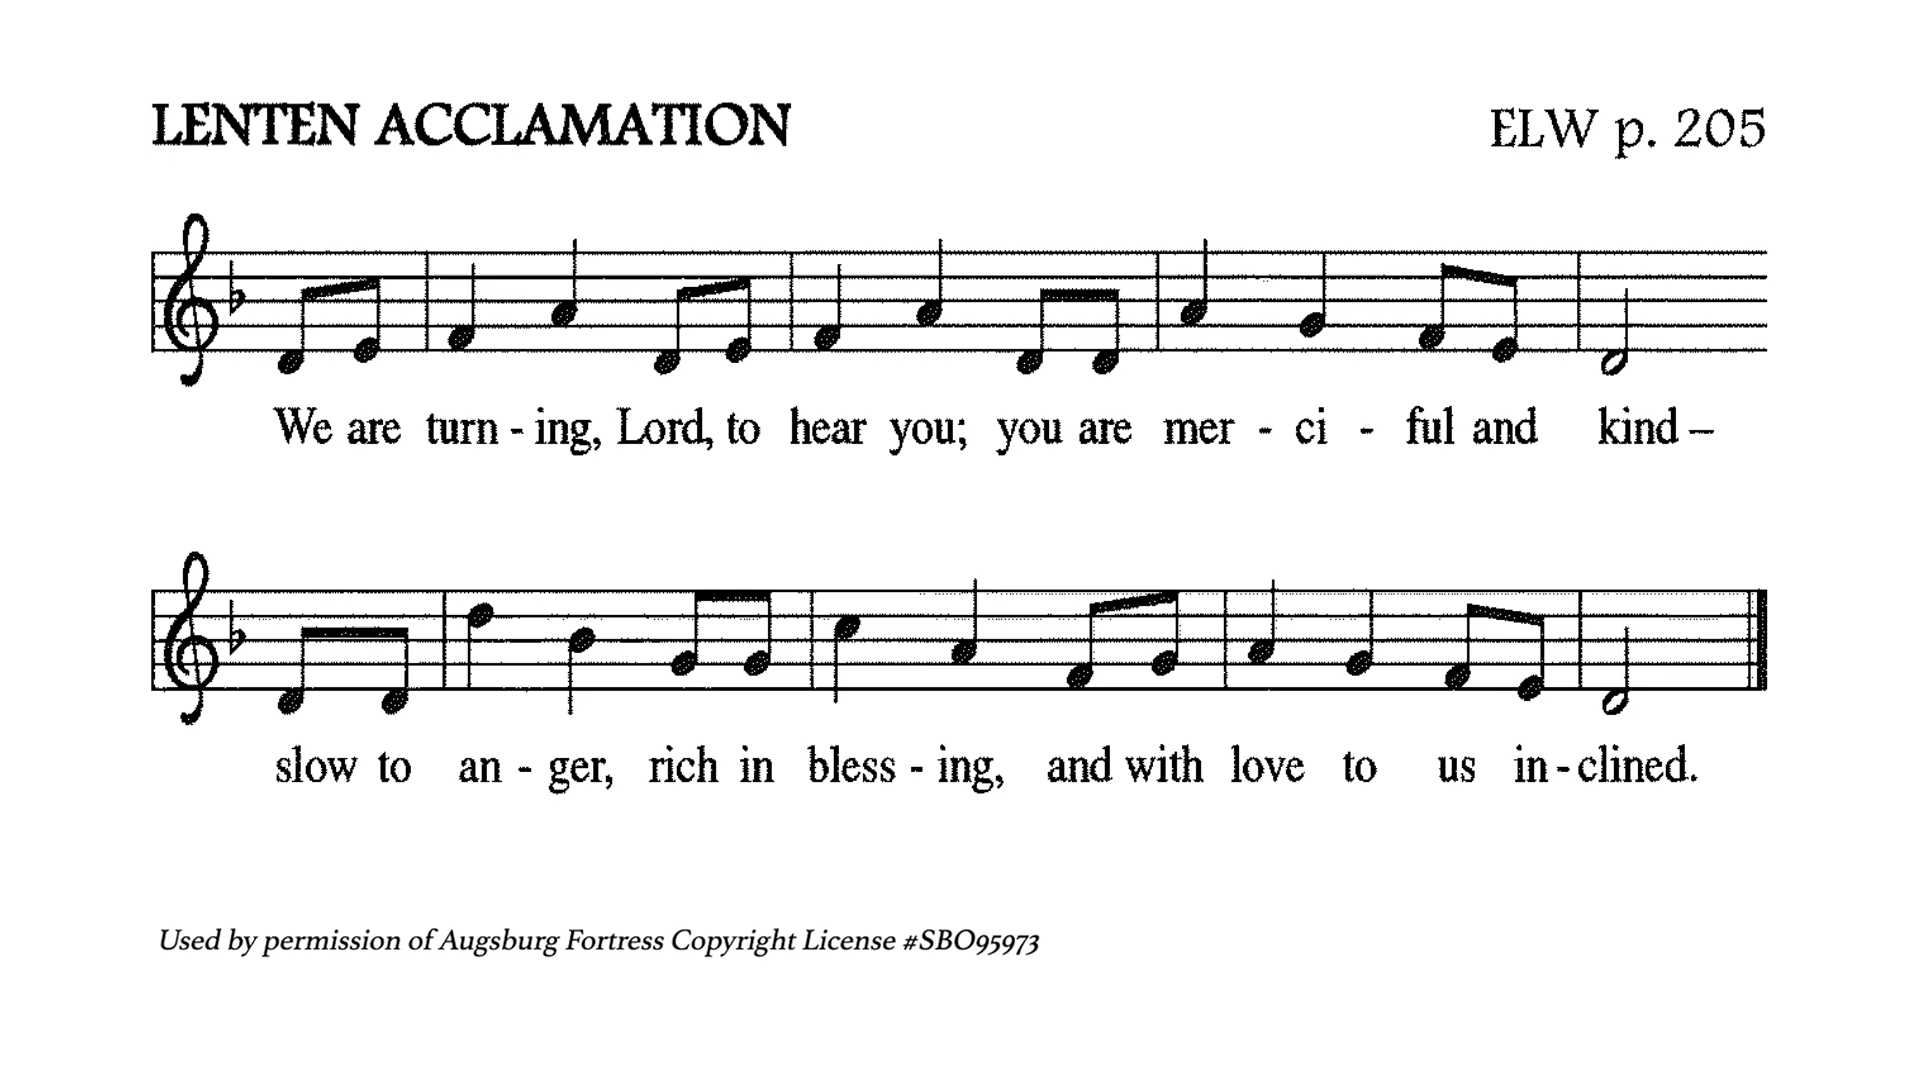 LENTEN ACCLAMATION ELW p. 205
We are turn - ing, Lord, to hear you; you are mer - ci - ful and kind –
slow to an - ger, rich in bless - ing, and with love to us in - clined.
Used by permission of Augsburg Fortress Copyright License #SBO95973